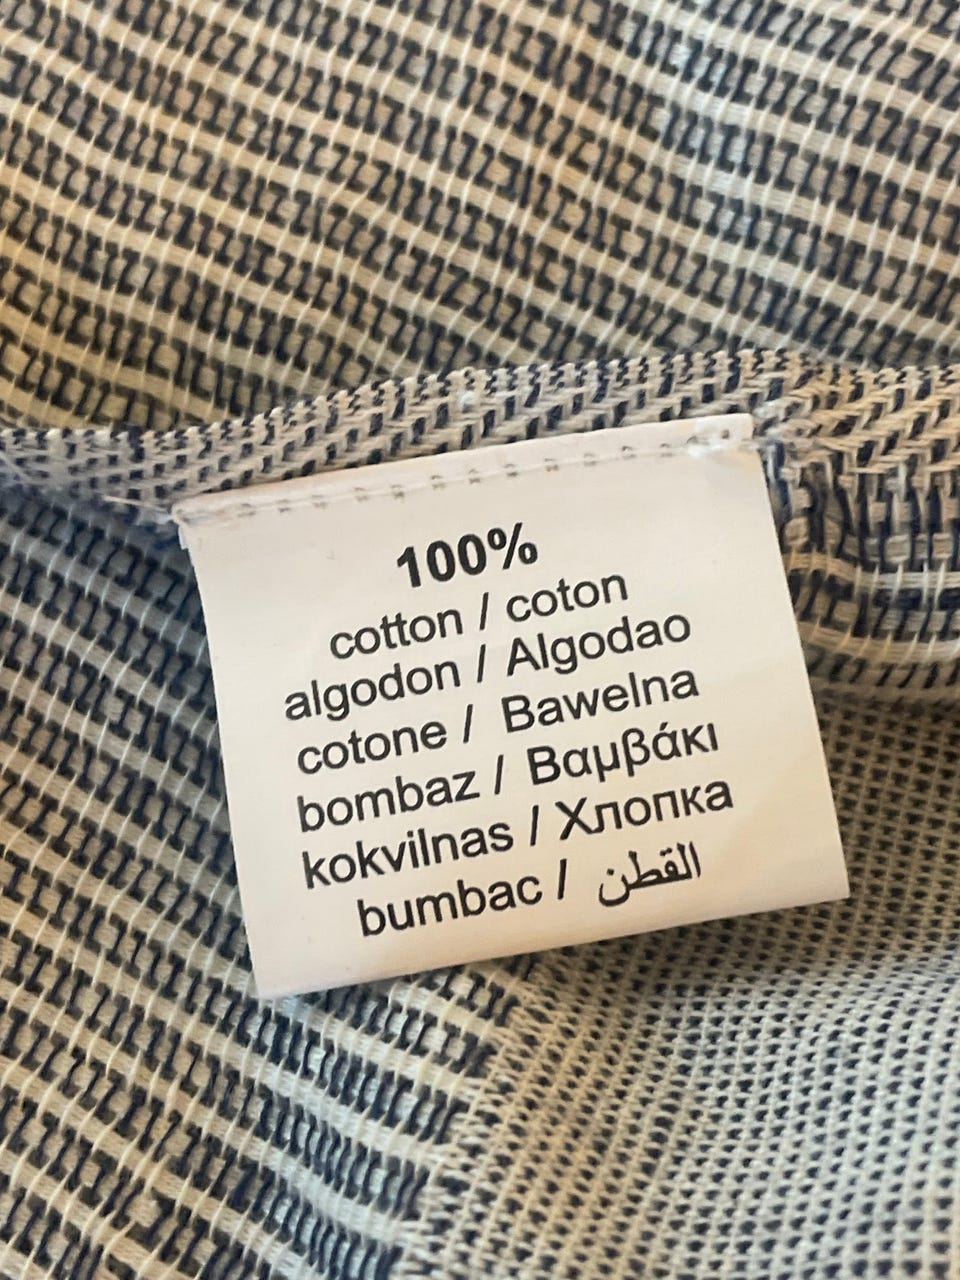 100%
cotton / coton
algodon / Algodao
cotone / Bawelna
bombaz / Βαμβάκι
kokvilnas / Хлопка
bumbac / القطن